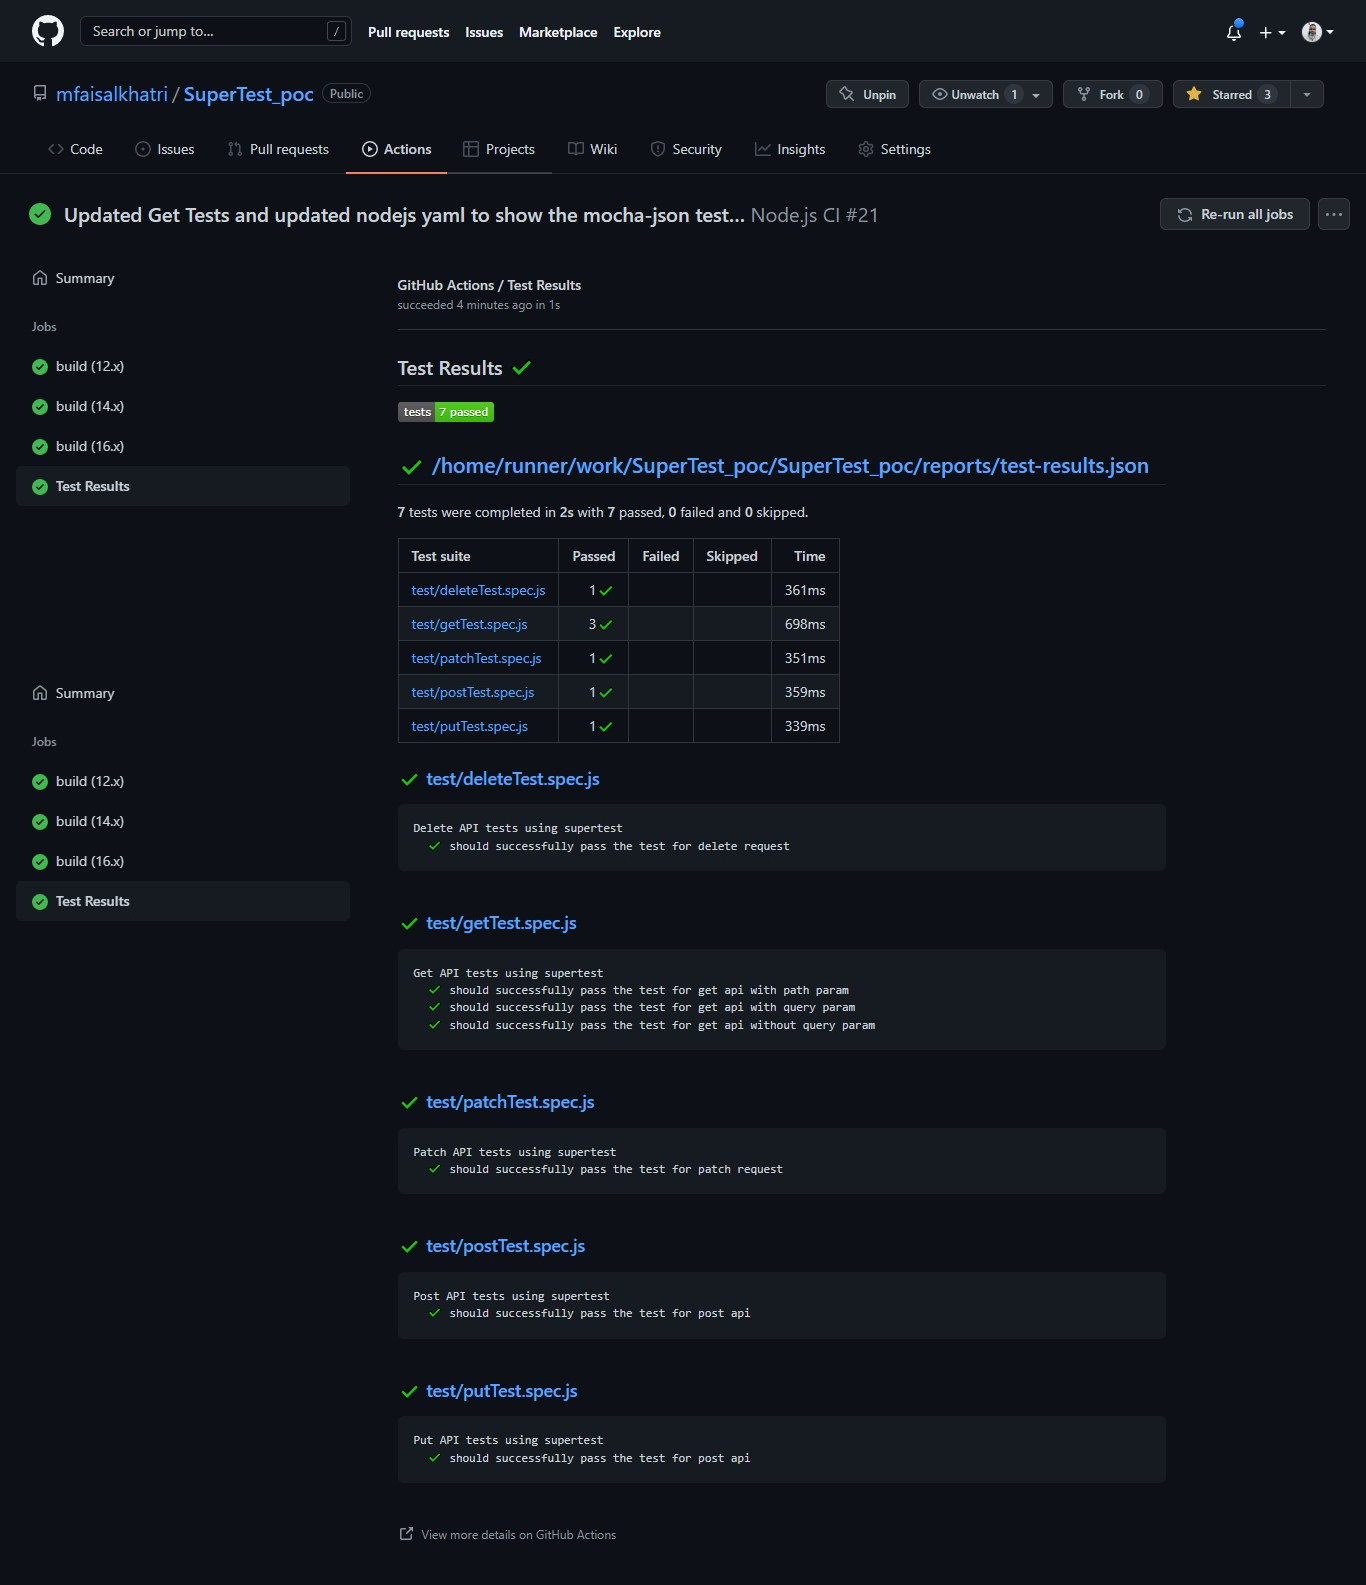 Search or jump to... /
Pull requests Issues Marketplace Explore
mfaisalkhatri / SuperTest_poc Public
Unpin Unwatch 1 Fork 0 Starred 3
Code Issues Pull requests Actions Projects Wiki Security Insights Settings
Updated Get Tests and updated nodejs yaml to show the mocha-json test... Node.js CI #21
Re-run all jobs
Summary
Jobs
build (12.x)
build (14.x)
build (16.x)
Test Results
Summary
Jobs
build (12.x)
build (14.x)
build (16.x)
Test Results
GitHub Actions / Test Results
succeeded 4 minutes ago in 1s
Test Results
tests 7 passed
/home/runner/work/SuperTest_poc/SuperTest_poc/reports/test-results.json
7 tests were completed in 2s with 7 passed, 0 failed and 0 skipped.
Test suite Passed Failed Skipped Time
test/deleteTest.spec.js 1 361ms
test/getTest.spec.js 3 698ms
test/patchTest.spec.js 1 351ms
test/postTest.spec.js 1 359ms
test/putTest.spec.js 1 339ms
test/deleteTest.spec.js
Delete API tests using supertest
should successfully pass the test for delete request
test/getTest.spec.js
Get API tests using supertest
should successfully pass the test for get api with path param
should successfully pass the test for get api with query param
should successfully pass the test for get api without query param
test/patchTest.spec.js
Patch API tests using supertest
should successfully pass the test for patch request
test/postTest.spec.js
Post API tests using supertest
should successfully pass the test for post api
test/putTest.spec.js
Put API tests using supertest
should successfully pass the test for post api
View more details on GitHub Actions